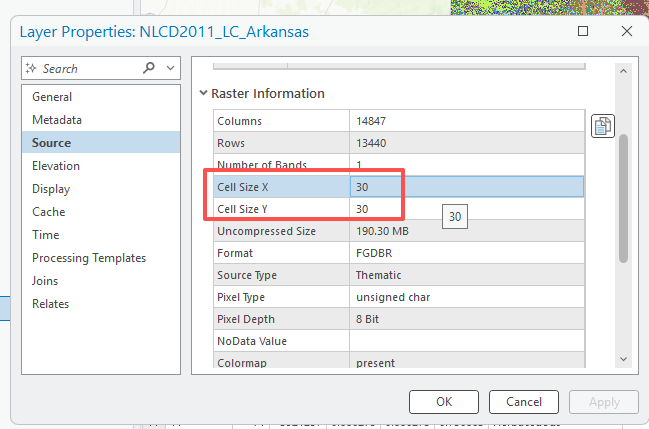 Layer Properties: NLCD2011_LC_Arkansas
Search
General
Metadata
Source
Elevation
Display
Cache
Time
Processing Templates
Joins
Relates
Raster Information
Columns 14847
Rows 13440
Number of Bands 1
Cell Size X 30
Cell Size Y 30
30
Uncompressed Size 190.30 MB
Format FGDBR
Source Type Thematic
Pixel Type unsigned char
Pixel Depth 8 Bit
NoData Value
Colormap present
OK Cancel Apply